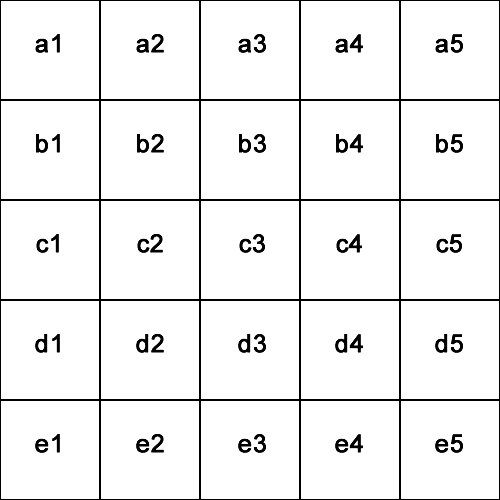 a1 a2 a3 a4 a5
b1 b2 b3 b4 b5
c1 c2 c3 c4 c5
d1 d2 d3 d4 d5
e1 e2 e3 e4 e5